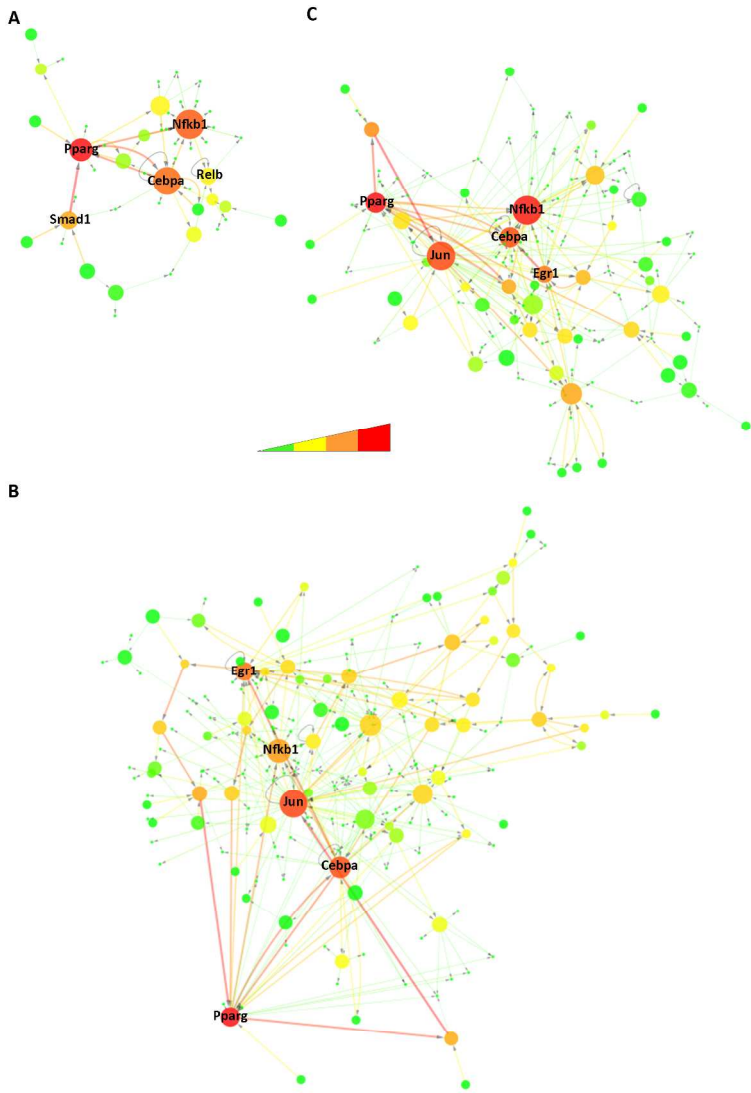 A
Nfkb1
Pparg
Cebpa
Relb
Smad1
C
Pparg
Nfkb1
Cebpa
Jun
Egr1
B
Egr1
Nfkb1
Jun
Cebpa
Pparg